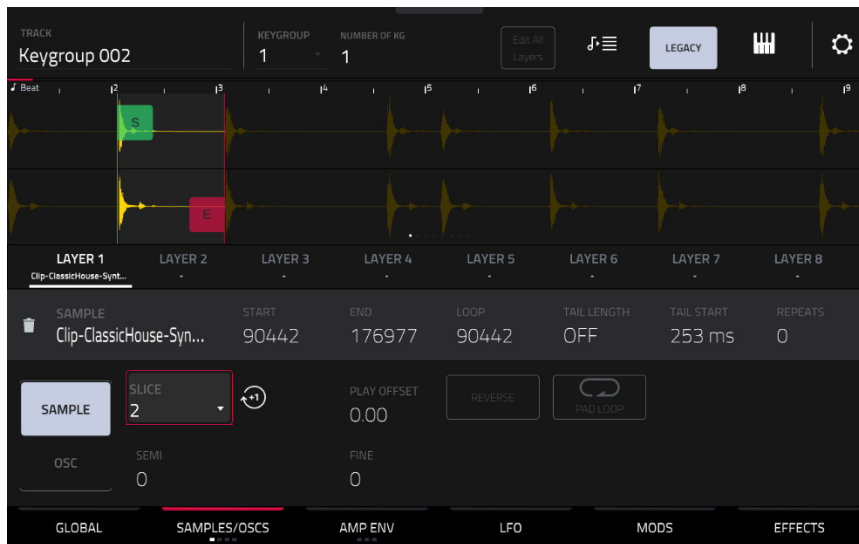 TRACK KEYGROUP NUMBER OF KG
Keygroup 002 1 1 Edit All Layers LEGACY
Beat 2 3 4 5 6 7 8 9
S
E
LAYER 1 LAYER 2 LAYER 3 LAYER 4 LAYER 5 LAYER 6 LAYER 7 LAYER 8
Clip-ClassicHouse-Synt... - - - - - - -
SAMPLE START END LOOP TAIL LENGTH TAIL START REPEATS
Clip-ClassicHouse-Syn... 90442 176977 90442 OFF 253 ms 0
SAMPLE SLICE +1 PLAY OFFSET REVERSE PAD LOOP
2 0.00
OSC SEMI FINE
0 0
GLOBAL SAMPLES/OSCS AMP ENV LFO MODS EFFECTS